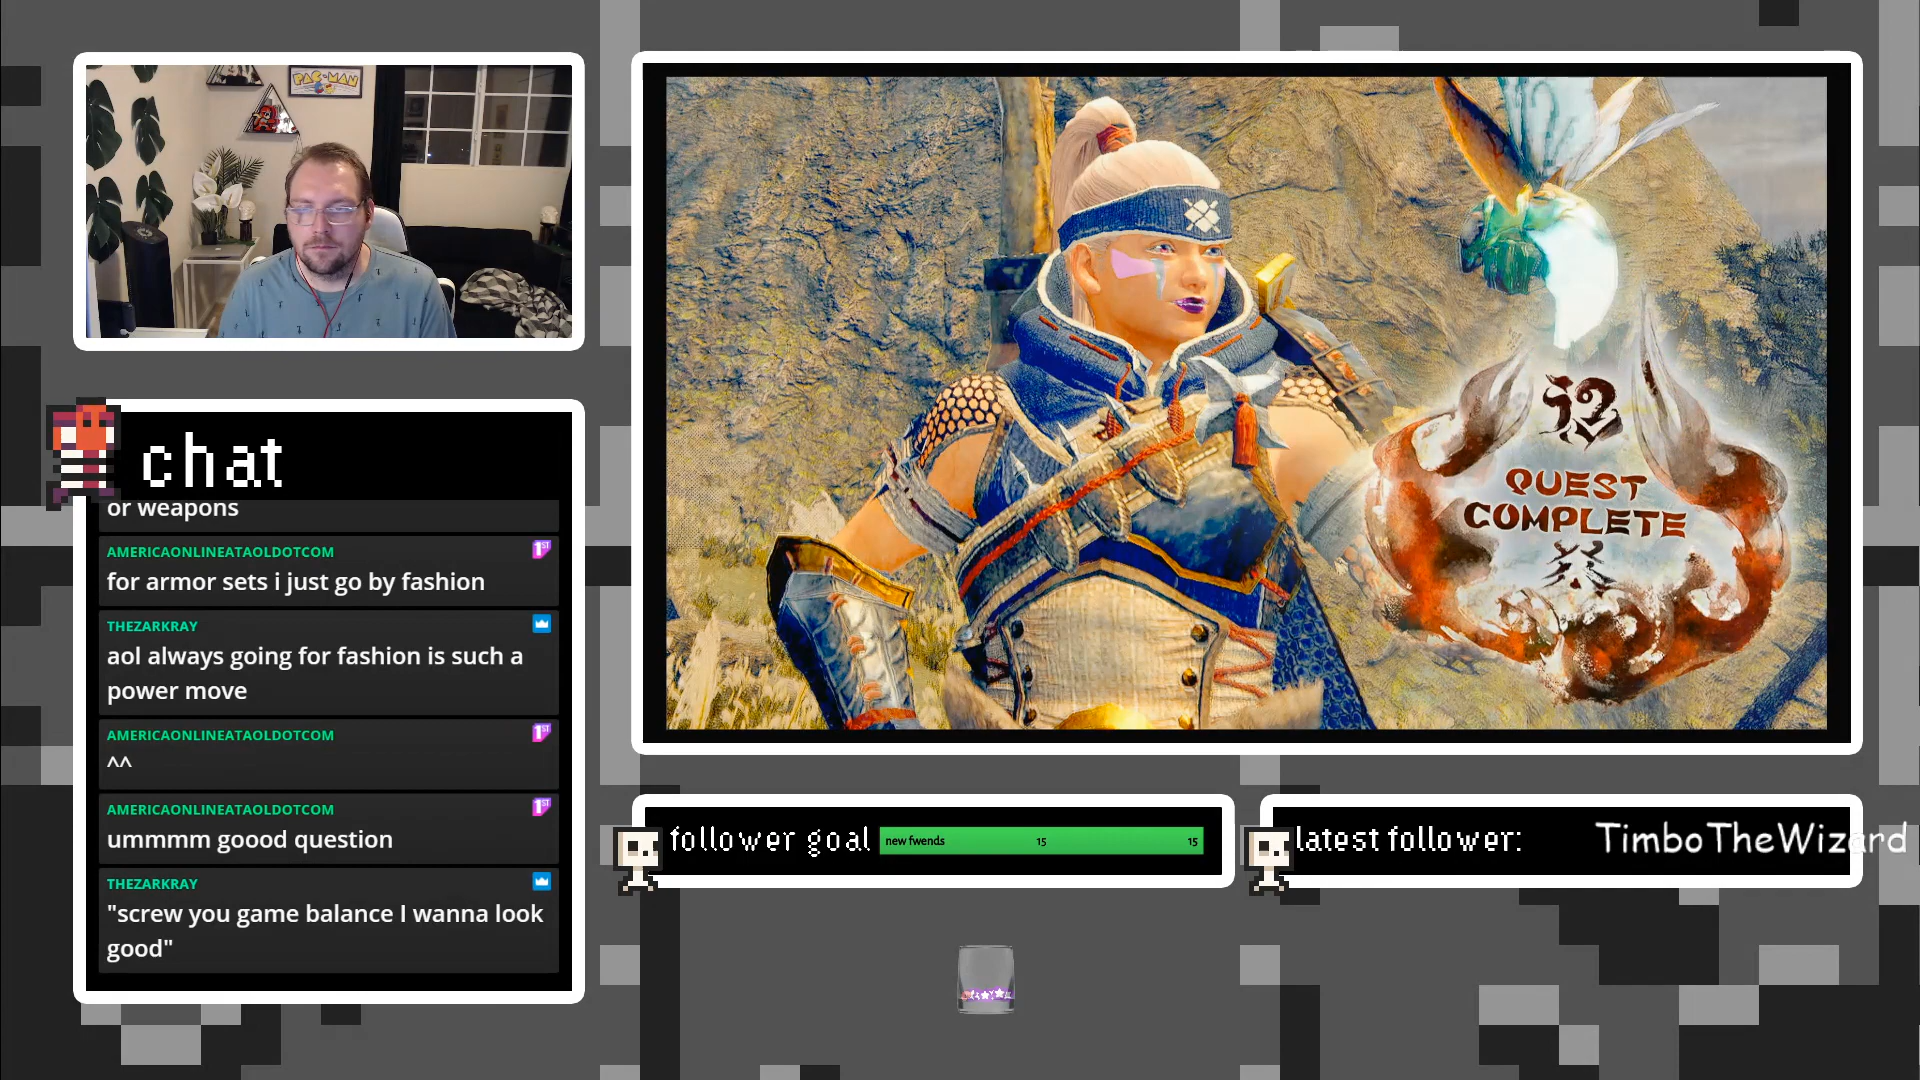 PAC-MAN
chat
or weapons
AMERICAONLINEATAOLDOTCOM
for armor sets i just go by fashion
THEZARKRAY
aol always going for fashion is such a
power move
AMERICAONLINEATAOLDOTCOM
^^
AMERICAONLINEATAOLDOTCOM
ummmm goood question
THEZARKRAY
"screw you game balance I wanna look
good"
QUEST
COMPLETE
follower goal
new fwends 15 15
latest follower: TimboTheWizard